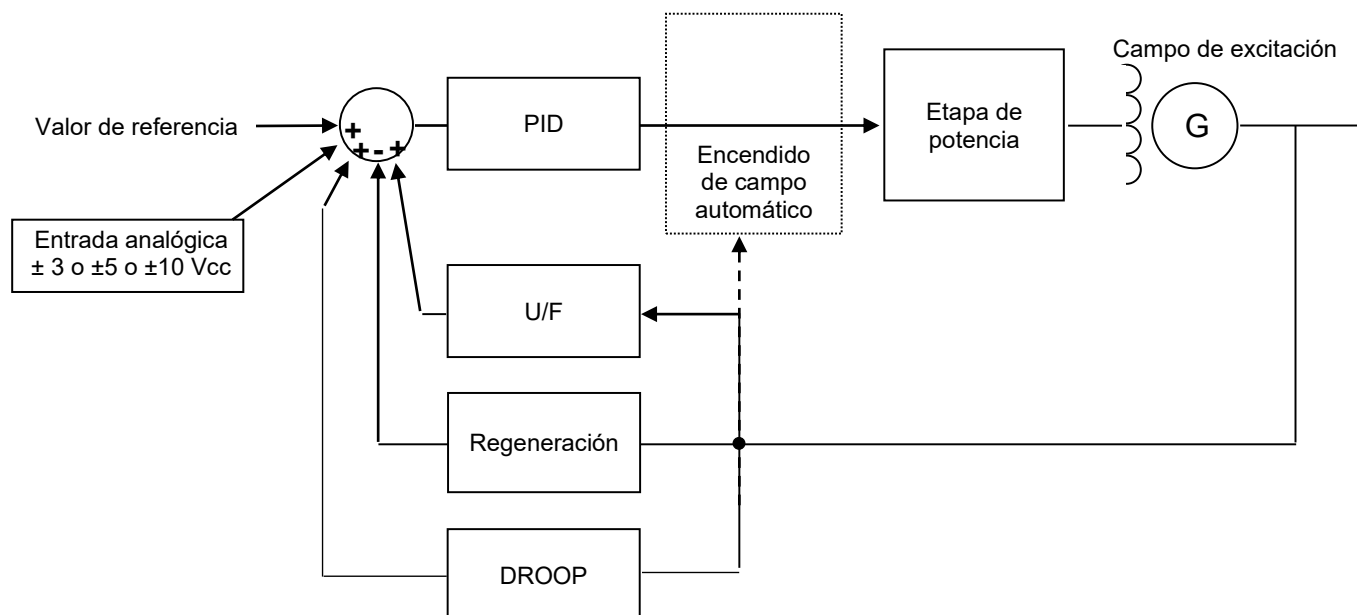 Campo de excitación
Valor de referencia
+
+ - +
PID
Encendido
de campo
automático
Etapa de
potencia
G
Entrada analógica
± 3 o ±5 o ±10 Vcc
U/F
Regeneración
DROOP